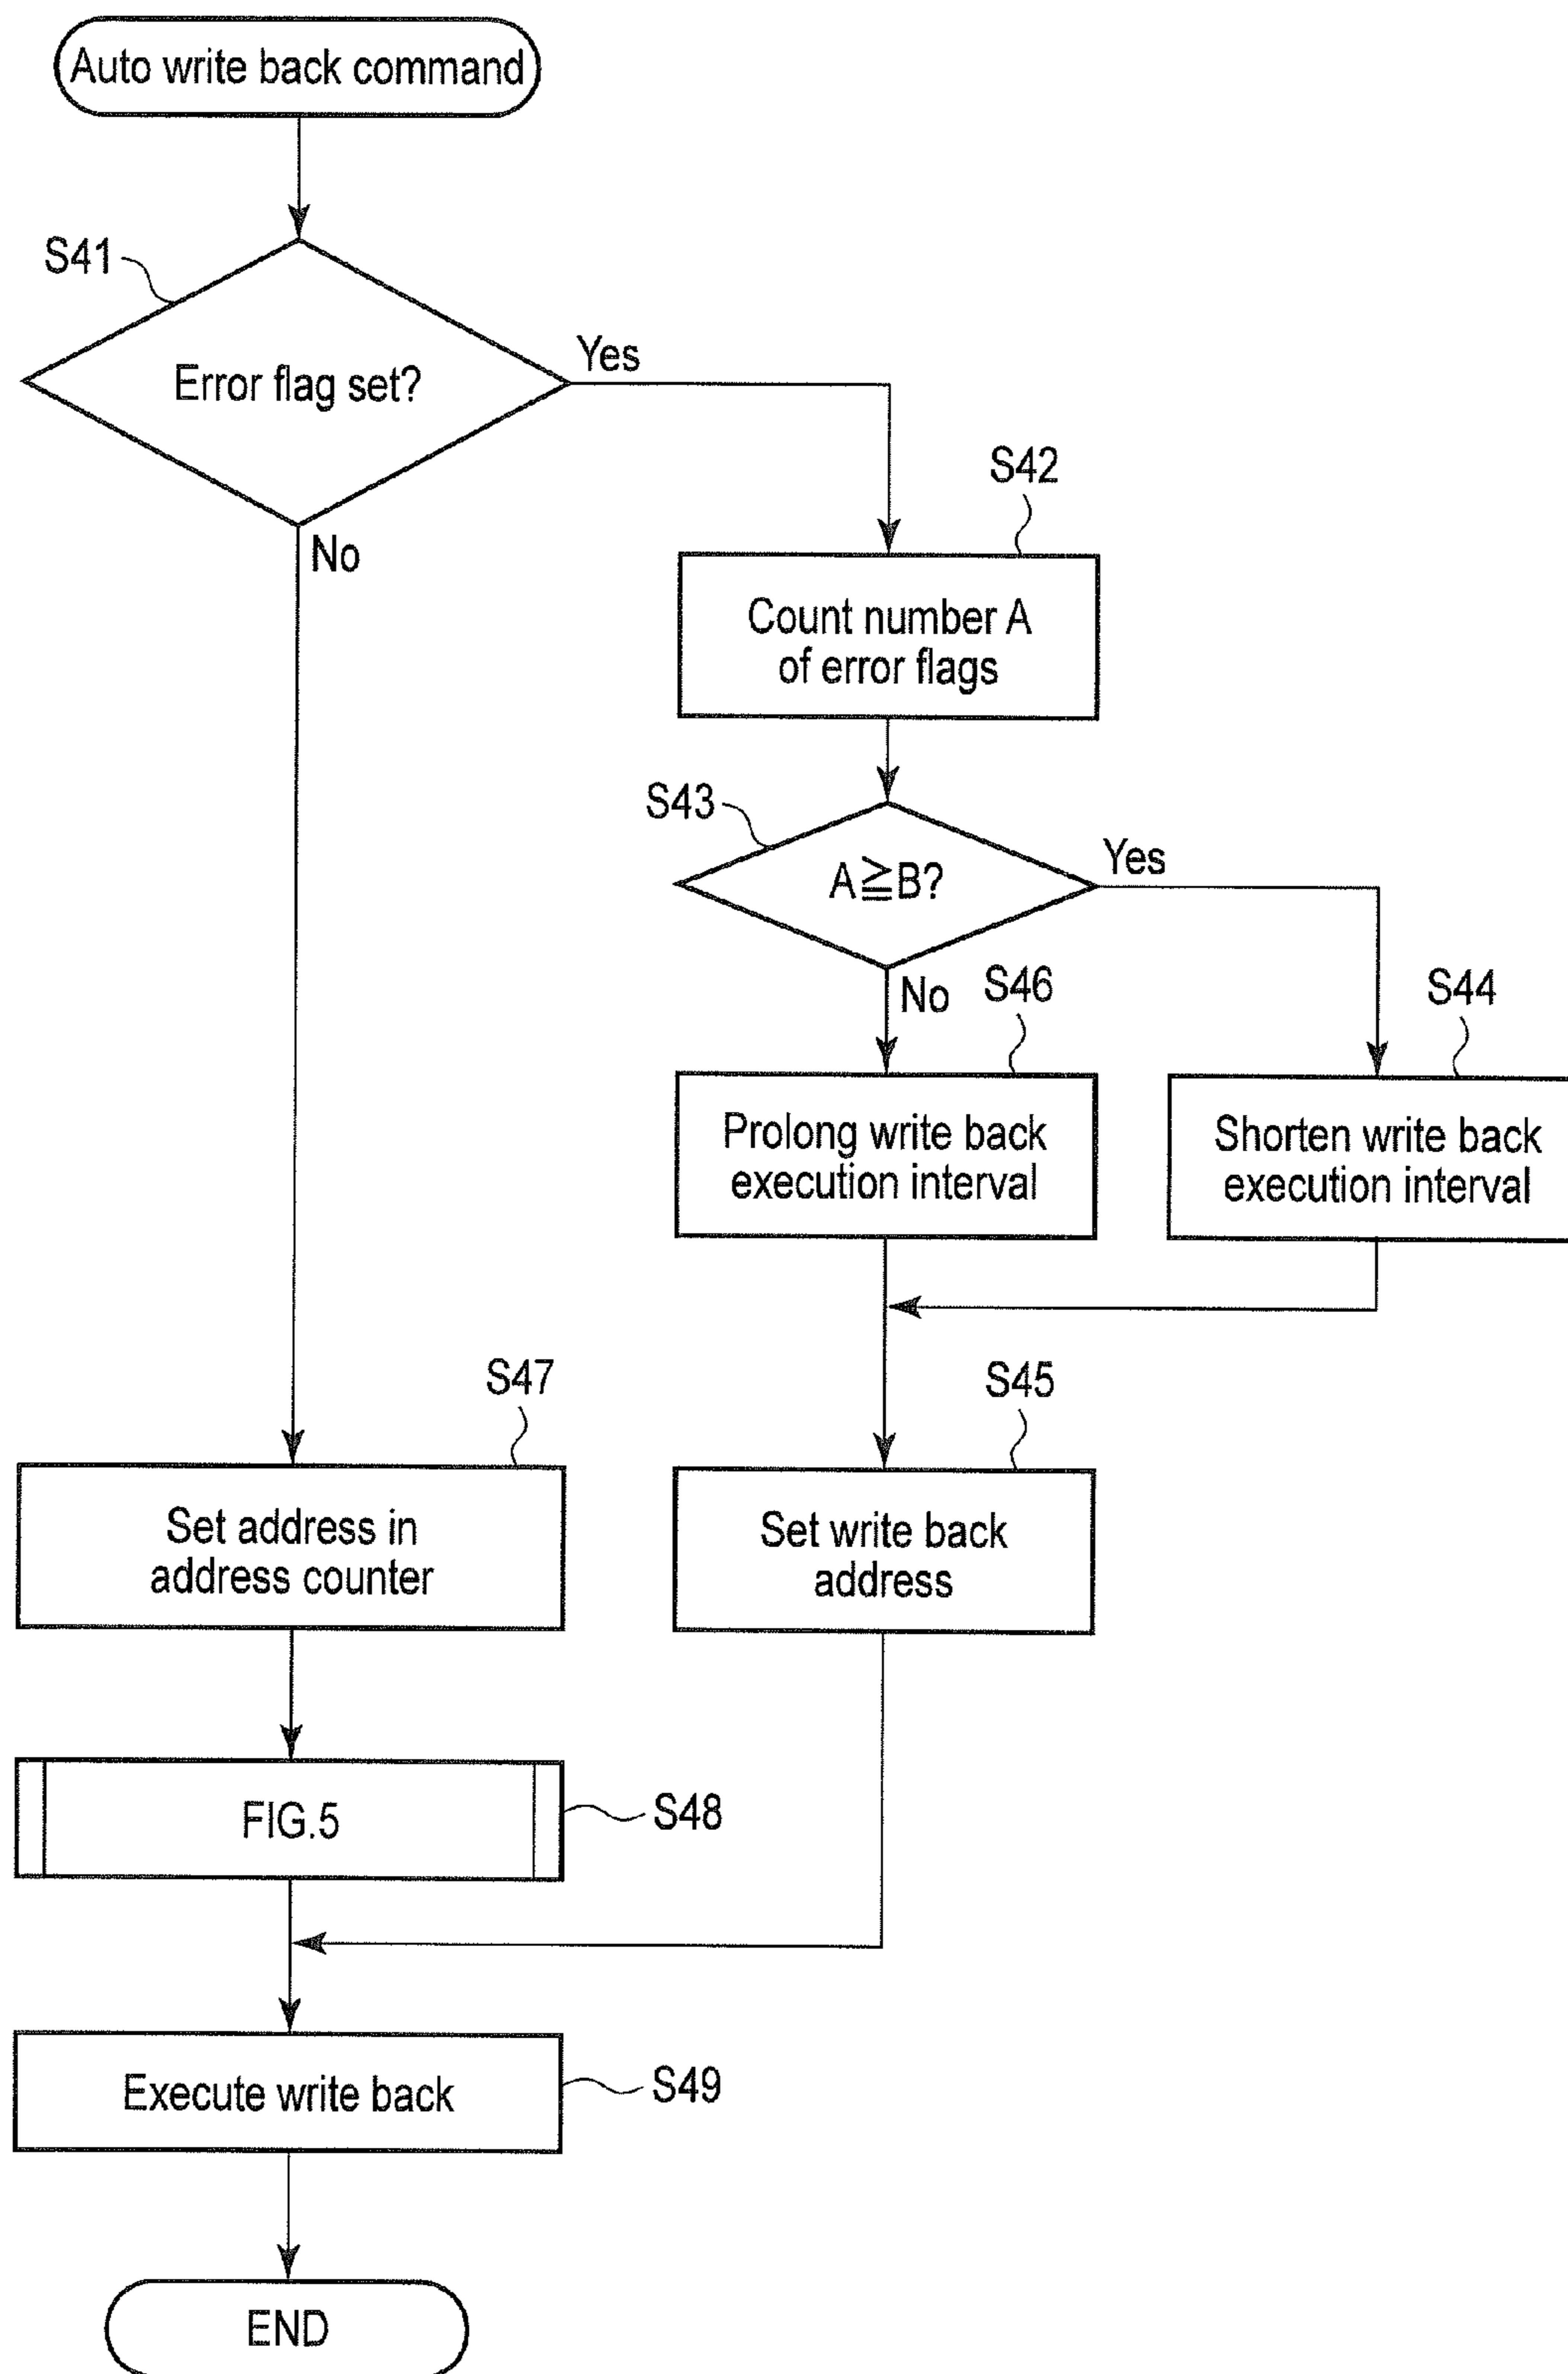 Auto write back command
S41
Error flag set?
Yes
No
S42
Count number A
of error flags
S43
A≧B?
Yes
No
S46
S44
Prolong write back
execution interval
Shorten write back
execution interval
S47
S45
Set address in
address counter
Set write back
address
FIG.5
S48
Execute write back
S49
END